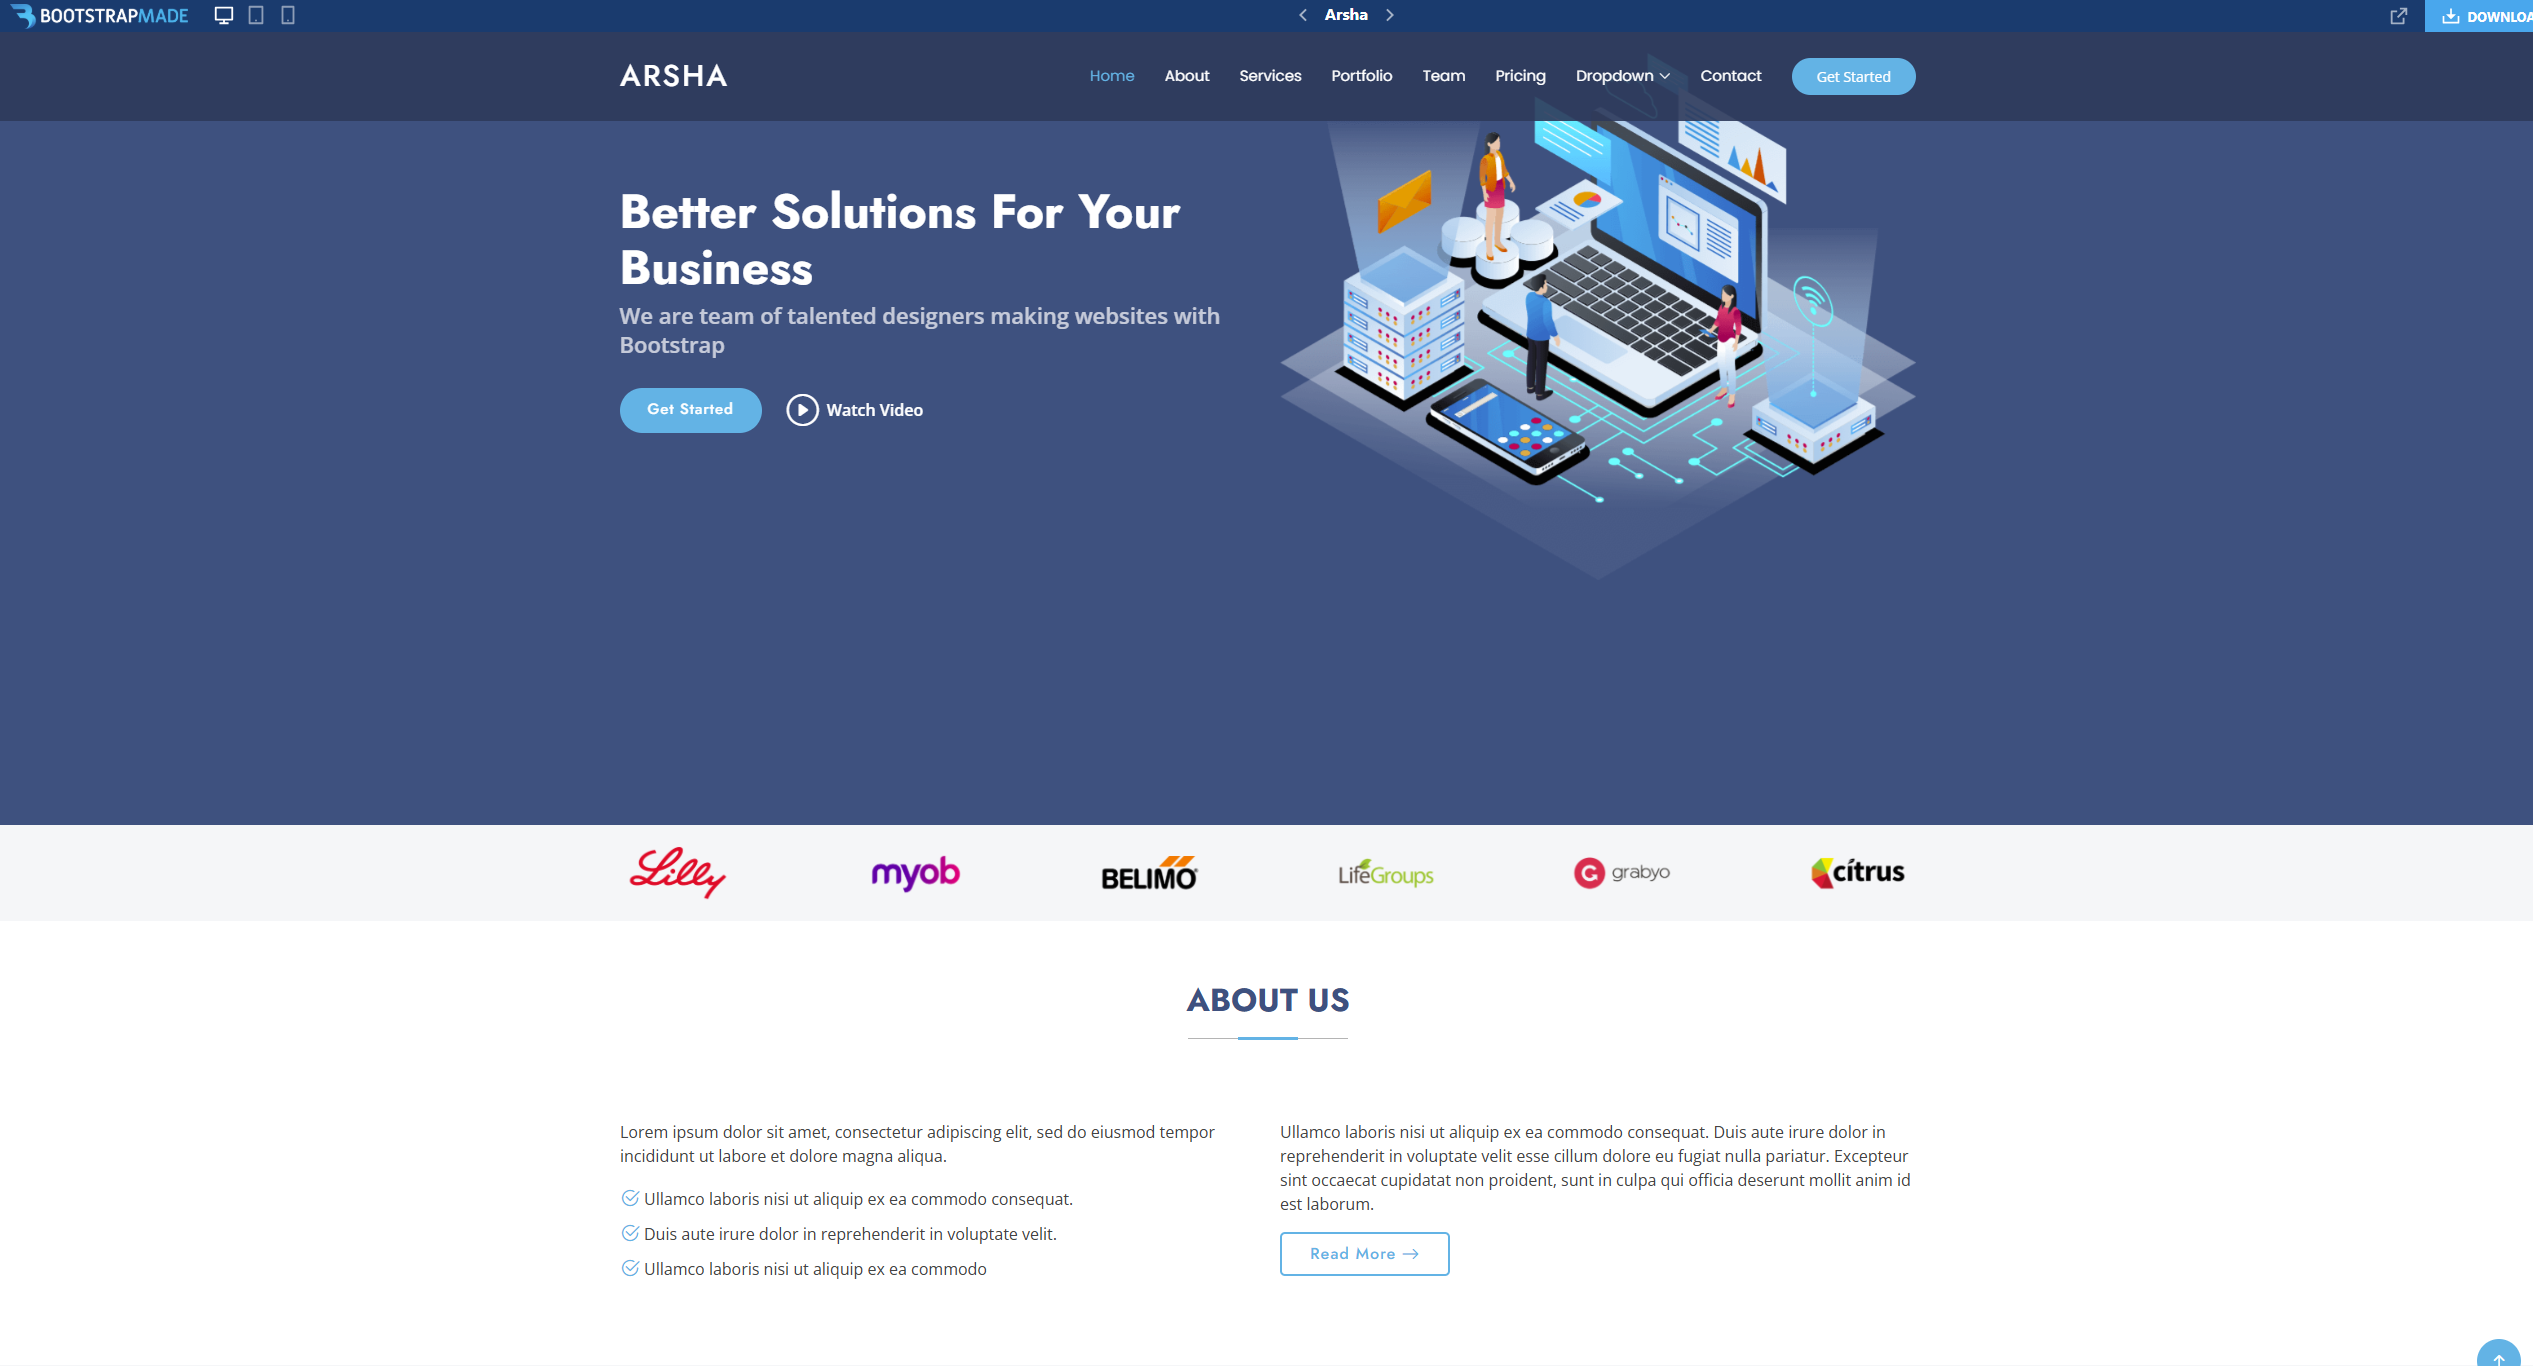 BOOTSTRAPMADE
Arsha
DOWNLOA
ARSHA
Home About Services Portfolio Team Pricing Dropdown Contact Get Started
Better Solutions For Your
Business
We are team of talented designers making websites with
Bootstrap
Get Started
Watch Video
Lilly
myob
BELIMO
LifeGroups
G grabyo
citrus
ABOUT US
Lorem ipsum dolor sit amet, consectetur adipiscing elit, sed do eiusmod tempor
incididunt ut labore et dolore magna aliqua.
Ullamco laboris nisi ut aliquip ex ea commodo consequat.
Duis aute irure dolor in reprehenderit in voluptate velit.
Ullamco laboris nisi ut aliquip ex ea commodo
Ullamco laboris nisi ut aliquip ex ea commodo consequat. Duis aute irure dolor in
reprehenderit in voluptate velit esse cillum dolore eu fugiat nulla pariatur. Excepteur
sint occaecat cupidatat non proident, sunt in culpa qui officia deserunt mollit anim id
est laborum.
Read More →